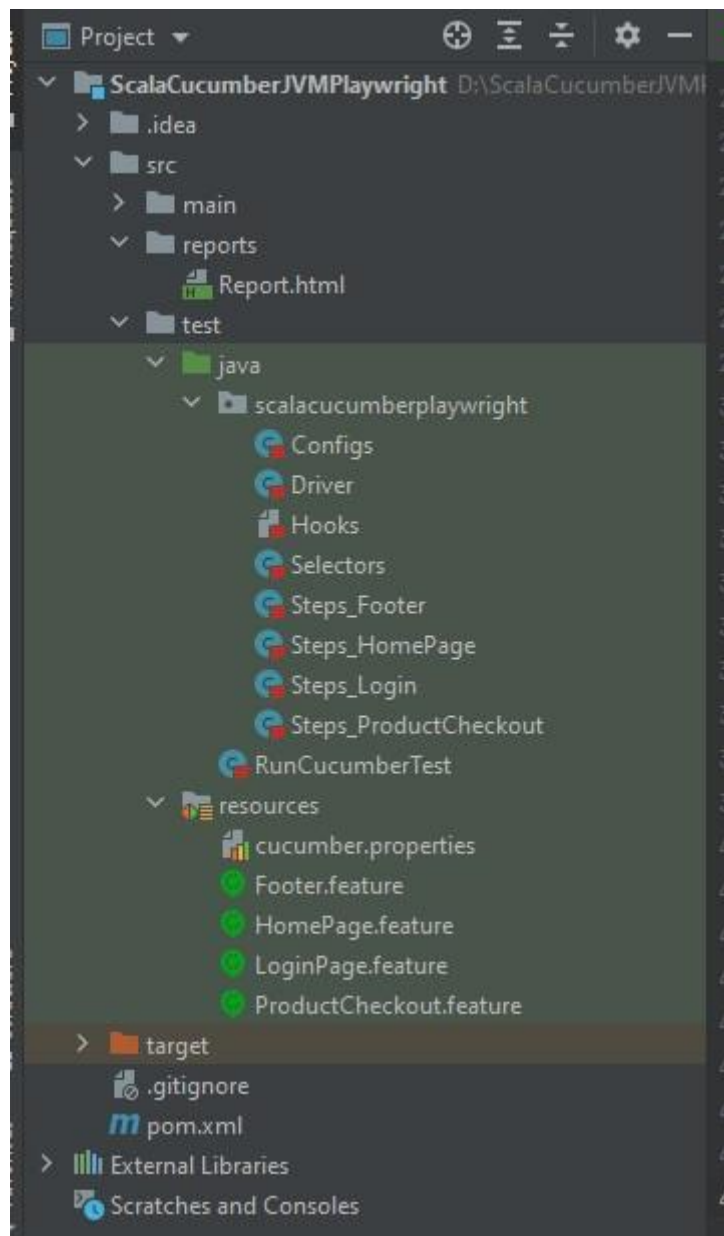 Project
ScalaCucumberJVMPlaywright D:\ScalaCucumberJVM
.idea
src
main
reports
Report.html
test
java
scalacucumberplaywright
Configs
Driver
Hooks
Selectors
Steps_Footer
Steps_HomePage
Steps_Login
Steps_ProductCheckout
RunCucumberTest
resources
cucumber.properties
Footer.feature
HomePage.feature
LoginPage.feature
ProductCheckout.feature
target
.gitignore
pom.xml
External Libraries
Scratches and Consoles